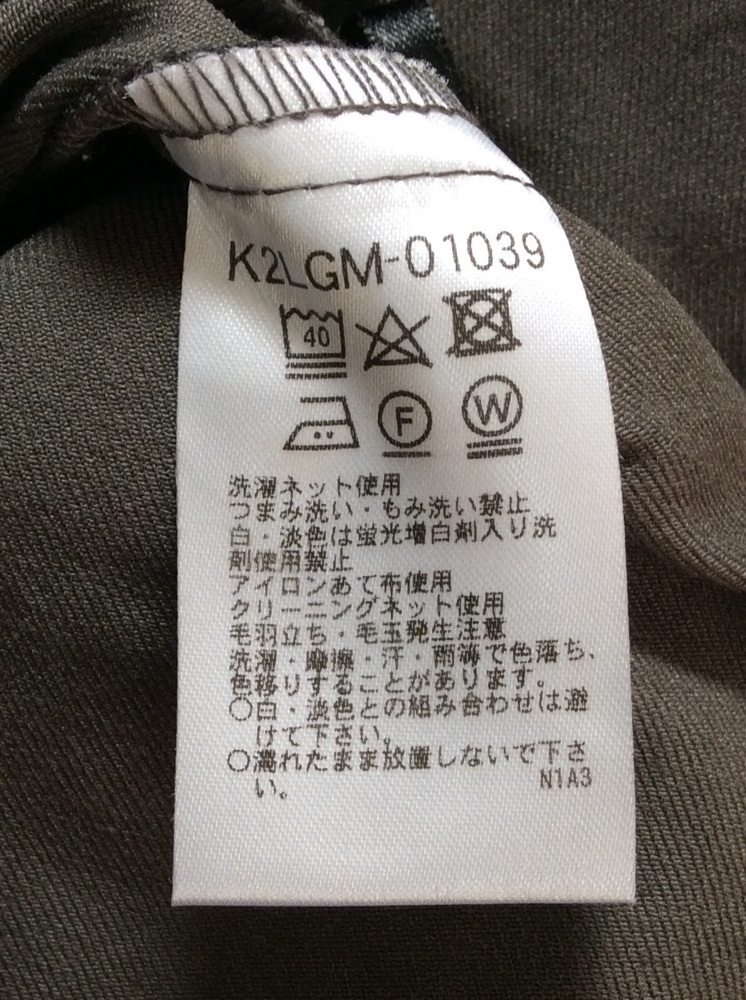 K2LGM-01039
40
F W
洗濯ネット使用
つまみ洗い・もみ洗い禁止
白・淡色は蛍光増白剤入り洗
剤使用禁止
アイロンあて布使用
クリーニングネット使用
毛羽立ち・毛玉発生注意
洗濯・摩擦・汗・雨等で色落ち、
色移りすることがあります。
○白・淡色との組み合わせは避
けて下さい。
○濡れたまま放置しないで下さ
い。
N1A3